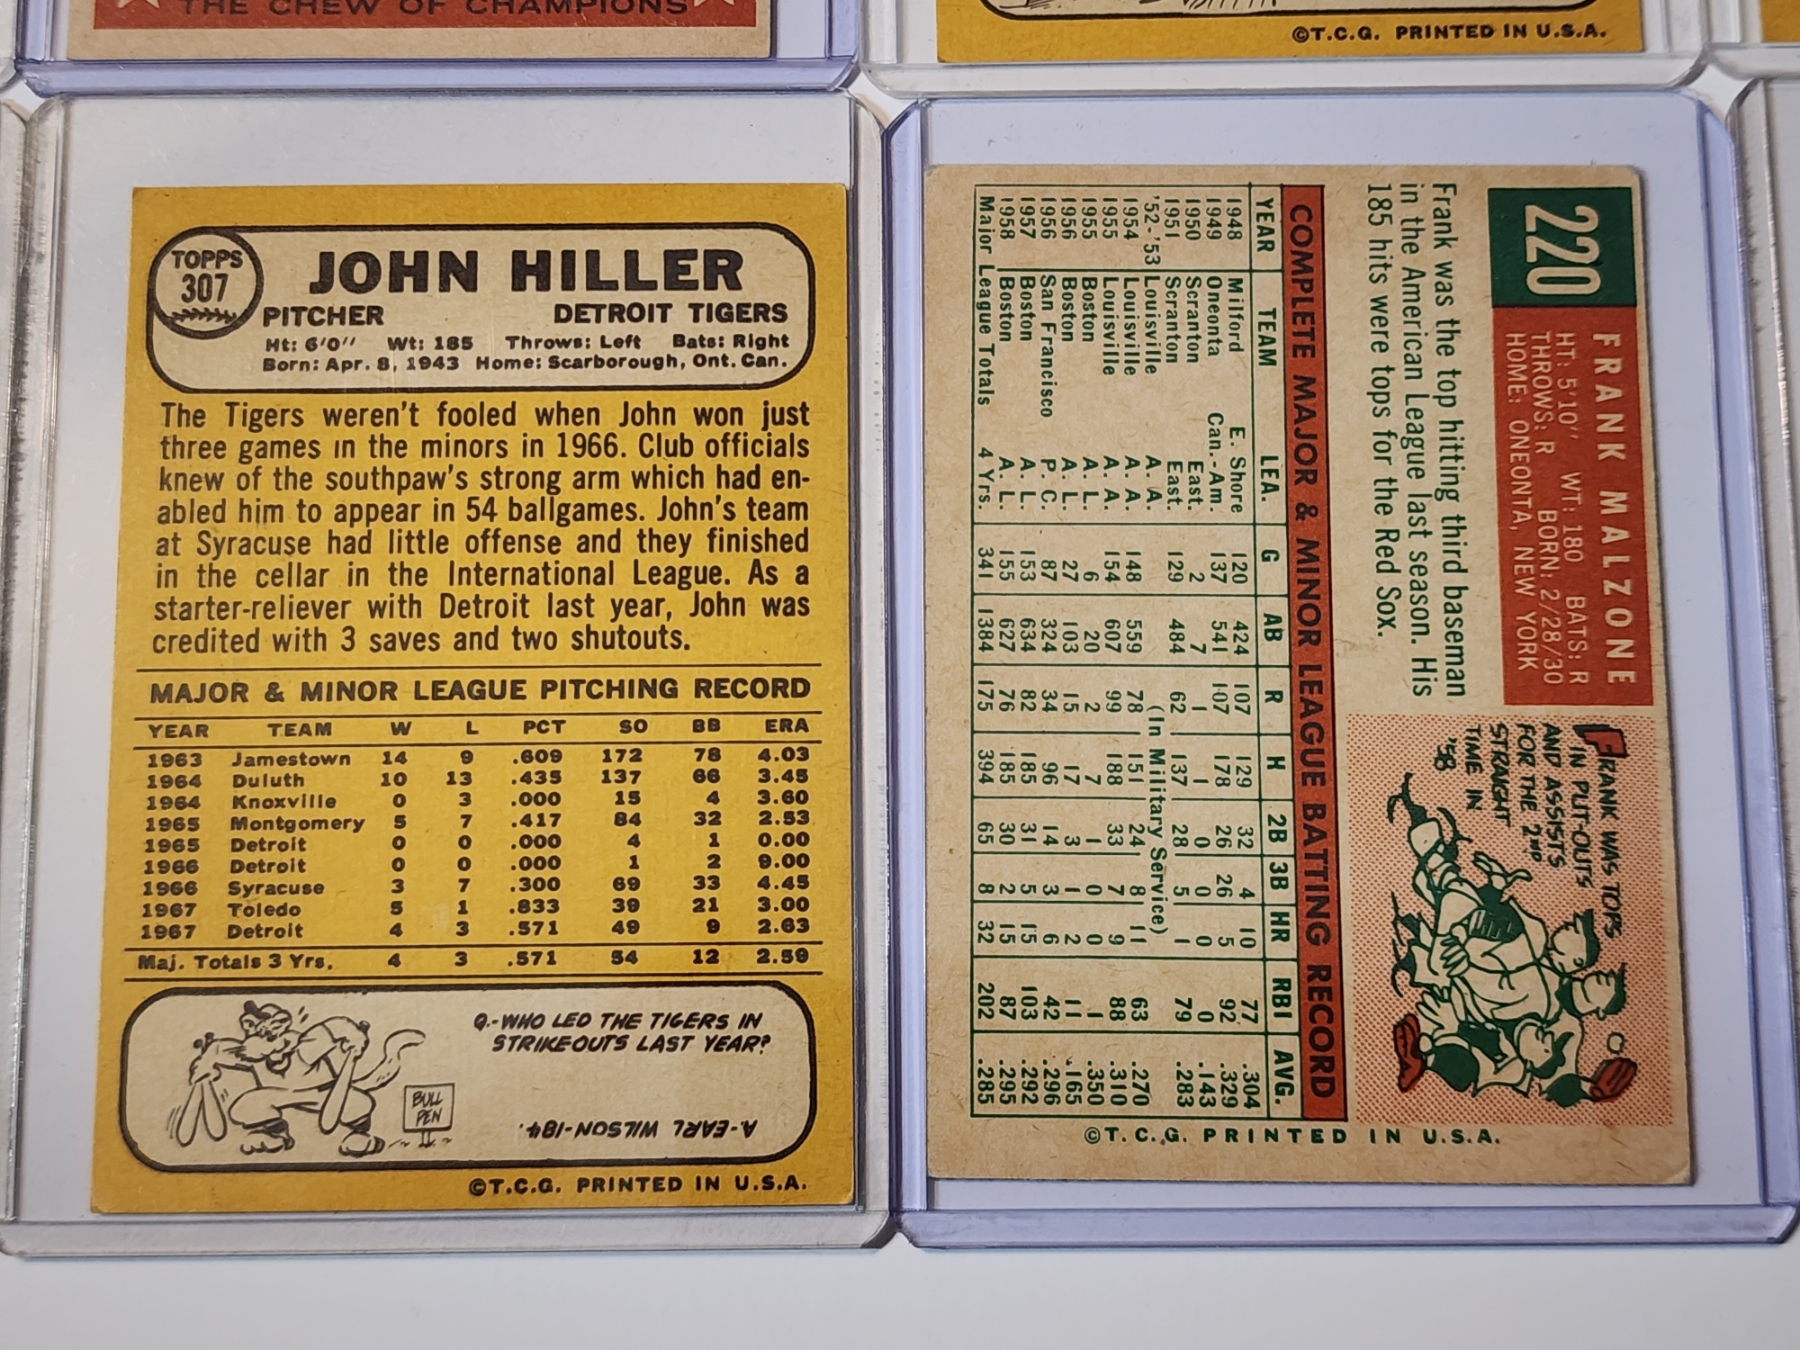 THE CHEW OF CHAMPIONS
©T.C.G. PRINTED IN U.S.A.
TOPPS
307
JOHN HILLER
PITCHER DETROIT TIGERS
Ht: 6'0" Wt: 185 Throws: Left Bats: Right
Born: Apr. 8, 1943 Home: Scarborough, Ont. Can.
The Tigers weren't fooled when John won just
three games in the minors in 1966. Club officials
knew of the southpaw's strong arm which had en-
abled him to appear in 54 ballgames. John's team
at Syracuse had little offense and they finished
in the cellar in the International League. As a
starter-reliever with Detroit last year, John was
credited with 3 saves and two shutouts.
MAJOR & MINOR LEAGUE PITCHING RECORD
YEAR TEAM W L PCT SO BB ERA
1963 Jamestown 14 9 .609 172 78 4.03
1964 Duluth 10 13 .435 137 66 3.45
1964 Knoxville 0 3 .000 15 4 3.60
1965 Montgomery 5 7 .417 84 32 2.53
1965 Detroit 0 0 .000 4 1 0.00
1966 Detroit 0 0 .000 1 2 9.00
1966 Syracuse 3 7 .300 69 33 4.45
1967 Toledo 5 1 .833 39 21 3.00
1967 Detroit 4 3 .571 49 9 2.63
Maj. Totals 3 Yrs. 4 3 .571 54 12 2.59
Q.-WHO LED THE TIGERS IN
STRIKEOUTS LAST YEAR?
BULL
PEN
A-EARL WILSON-184.
©T.C.G. PRINTED IN U.S.A.
220
FRANK MALZONE
HT: 5'10" WT: 180 BATS: R
THROWS: R BORN: 2/28/30
HOME: ONEONTA, NEW YORK
Frank was the top hitting third baseman
in the American League last season. His
185 hits were tops for the Red Sox.
FRANK WAS TOPS
IN PUT-OUTS
AND ASSISTS
FOR THE 2ND
STRAIGHT
TIME IN
'58
COMPLETE MAJOR & MINOR LEAGUE BATTING RECORD
YEAR TEAM LEA. G AB R H 2B 3B HR RBI AVG.
1948 Milford E. Shore 120 424 107 129 32 4 10 77 .304
1949 Oneonta Can.-Am. 137 541 107 178 26 26 5 92 .329
1950 Scranton East. 2 7 1 1 0 0 0 0 .143
1951 Scranton East. 129 484 62 137 28 5 1 79 .283
'52-'53 Louisville A. A. (In Military Service)
1954 Louisville A. A. 148 559 78 151 24 8 11 63 .270
1955 Louisville A. A. 154 607 99 188 33 7 9 88 .310
1955 Boston A. L. 6 20 2 7 1 0 0 1 .350
1956 Boston A. L. 27 103 15 17 3 1 2 11 .165
1956 San Francisco P. C. 87 324 34 96 14 3 6 42 .296
1957 Boston A. L. 153 634 82 185 31 5 15 103 .292
1958 Boston A. L. 155 627 76 185 30 2 15 87 .295
Major League Totals 4 Yrs. 341 1384 175 394 65 8 32 202 .285
©T.C.G. PRINTED IN U.S.A.